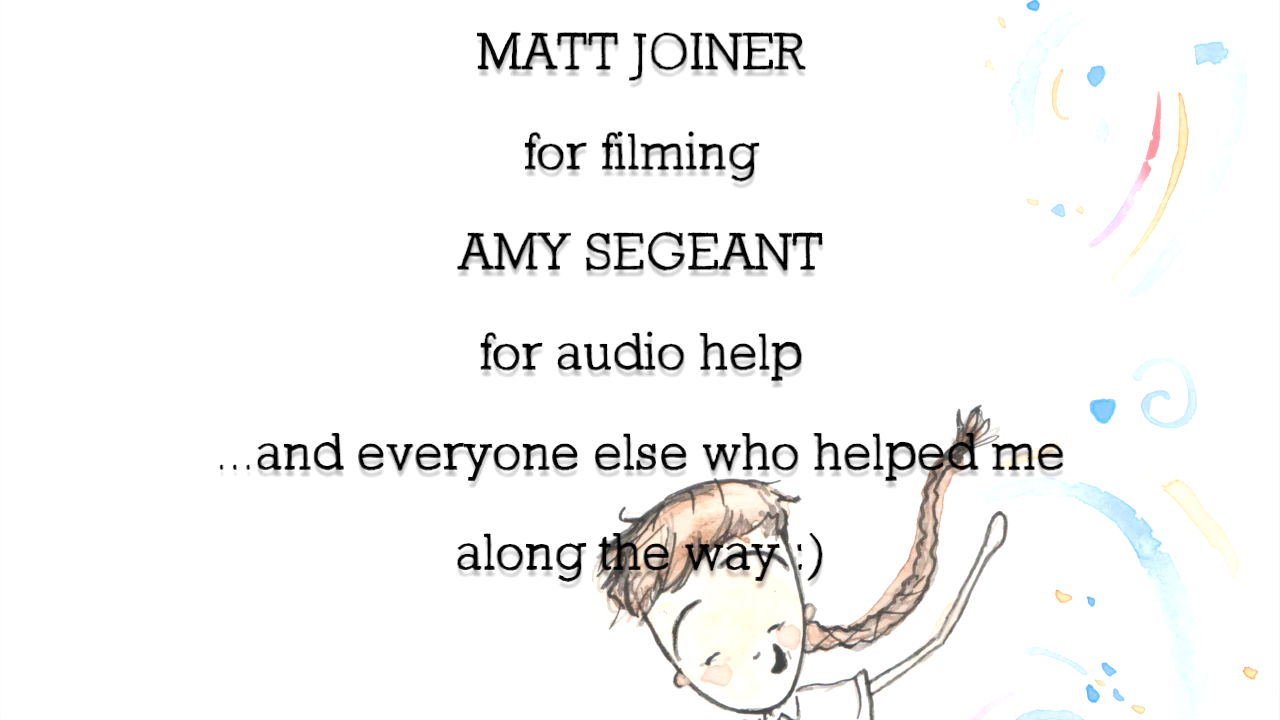 MATT JOINER
for filming
AMY SEGEANT
for audio help
...and everyone else who helped me
along the way :)